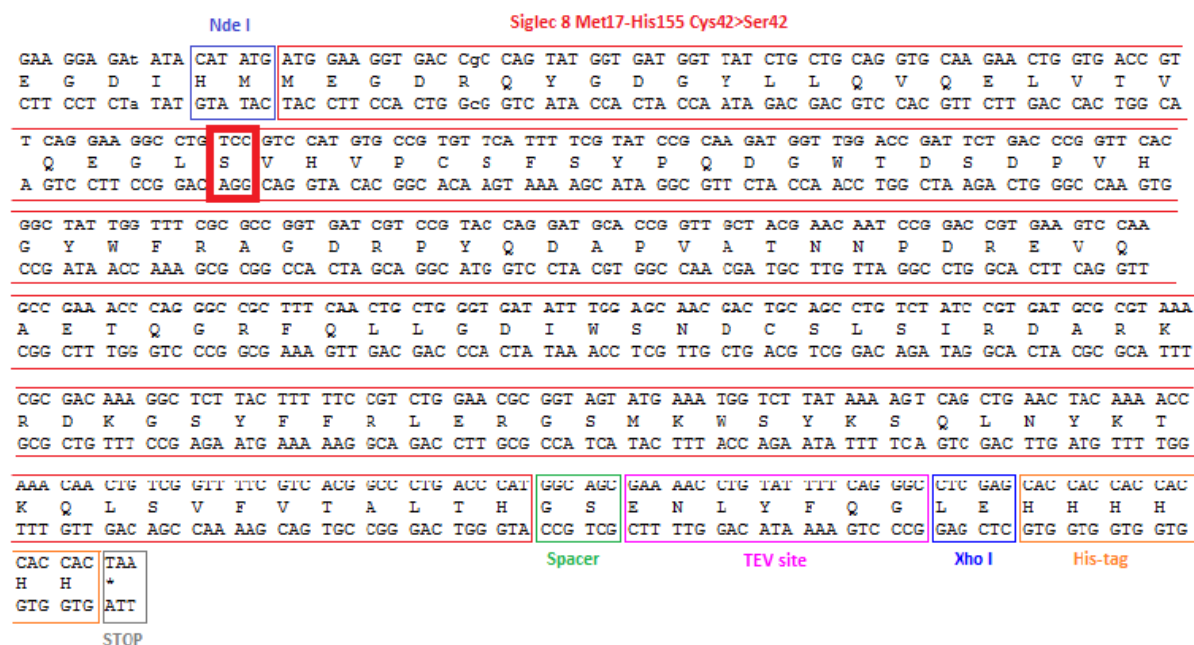 Nde I Siglec 8 Met17-His155 Cys42>Ser42
GAA GGA GAt ATA CAT ATG ATG GAA GGT GAC CgC CAG TAT GGT GAT GGT TAT CTG CTG CAG GTG CAA GAA CTG GTG ACC GT
E G D I H M M E G D R Q Y G D G Y L L Q V Q E L V T V
CTT CCT CTa TAT GTA TAC TAC CTT CCA CTG GcG GTC ATA CCA CTA CCA ATA GAC GAC GTC CAC GTT CTT GAC CAC TGG CA
T CAG GAA GGC CTG TCC GTC CAT GTG CCG TGT TCA TTT TCG TAT CCG CAA GAT GGT TGG ACC GAT TCT GAC CCG GTT CAC
Q E G L S V H V P C S F S Y P Q D G W T D S D P V H
A GTC CTT CCG GAC AGG CAG GTA CAC GGC ACA AGT AAA AGC ATA GGC GTT CTA CCA ACC TGG CTA AGA CTG GGC CAA GTG
GGC TAT TGG TTT CGC GCC GGT GAT CGT CCG TAC CAG GAT GCA CCG GTT GCT ACG AAC AAT CCG GAC CGT GAA GTC CAA
G Y W F R A G D R P Y Q D A P V A T N N P D R E V Q
CCG ATA ACC AAA GCG CGG CCA CTA GCA GGC ATG GTC CTA CGT GGC CAA CGA TGC TTG TTA GGC CTG GCA CTT CAG GTT
GCC GAA ACC CAG GGC CGC TTT CAA CTG CTG GGT GAT ATT TGG AGC AAC GAC TGC AGC CTG TCT ATC CGT GAT GCG CGT AAA
A E T Q G R F Q L L G D I W S N D C S L S I R D A R K
CGG CTT TGG GTC CCG GCG AAA GTT GAC GAC CCA CTA TAA ACC TCG TTG CTG ACG TCG GAC AGA TAG GCA CTA CGC GCA TTT
CGC GAC AAA GGC TCT TAC TTT TTC CGT CTG GAA CGC GGT AGT ATG AAA TGG TCT TAT AAA AGT CAG CTG AAC TAC AAA ACC
R D K G S Y F F R L E R G S M K W S Y K S Q L N Y K T
GCG CTG TTT CCG AGA ATG AAA AAG GCA GAC CTT GCG CCA TCA TAC TTT ACC AGA ATA TTT TCA GTC GAC TTG ATG TTT TGG
AAA CAA CTG TCG GTT TTC GTC ACG GCC CTG ACC CAT GGC AGC GAA AAC CTG TAT TTT CAG GGC CTC GAG CAC CAC CAC CAC
K Q L S V F V T A L T H G S E N L Y F Q G L E H H H H
TTT GTT GAC AGC CAA AAG CAG TGC CGG GAC TGG GTA CCG TCG CTT TTG GAC ATA AAA GTC CCG GAG CTC GTG GTG GTG GTG
Spacer TEV site Xho I His-tag
CAC CAC TAA
H H *
GTG GTG ATT
STOP